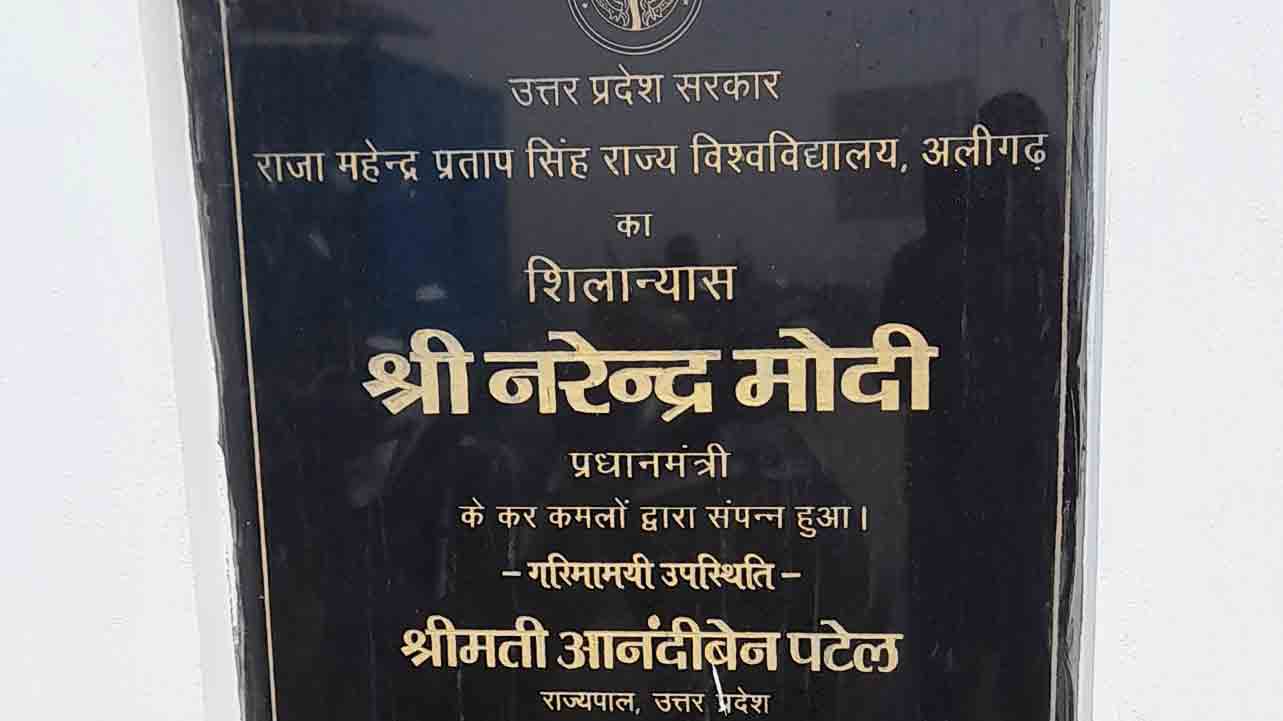 उत्तर प्रदेश सरकार
राजा महेन्द्र प्रताप सिंह राज्य विश्वविद्यालय, अलीगढ़
का
शिलान्यास
श्री नरेन्द्र मोदी
प्रधानमंत्री
के कर कमलों द्वारा संपन्न हुआ।
– गरिमामयी उपस्थिति –
श्रीमती आनंदीबेन पटेल
राज्यपाल, उत्तर प्रदेश